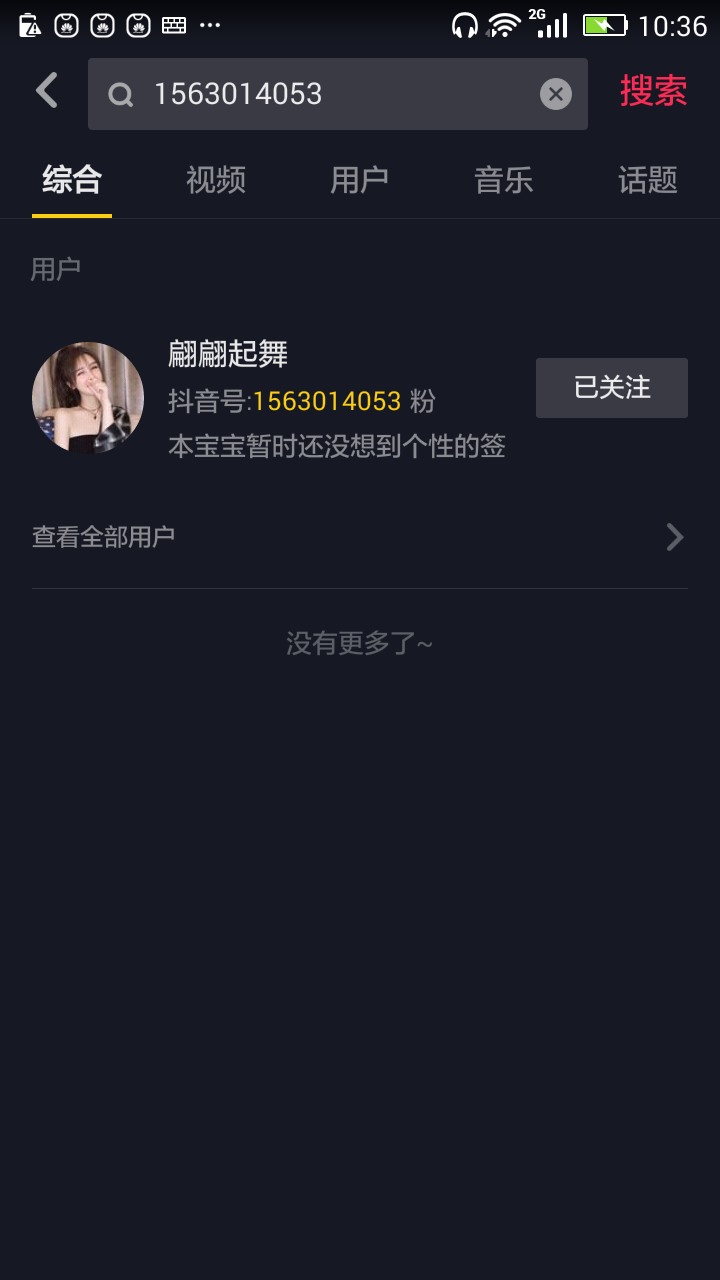 2G 10:36
1563014053 搜索
综合 视频 用户 音乐 话题
用户
翩翩起舞
抖音号:1563014053 粉
已关注
本宝宝暂时还没想到个性的签
查看全部用户
没有更多了~